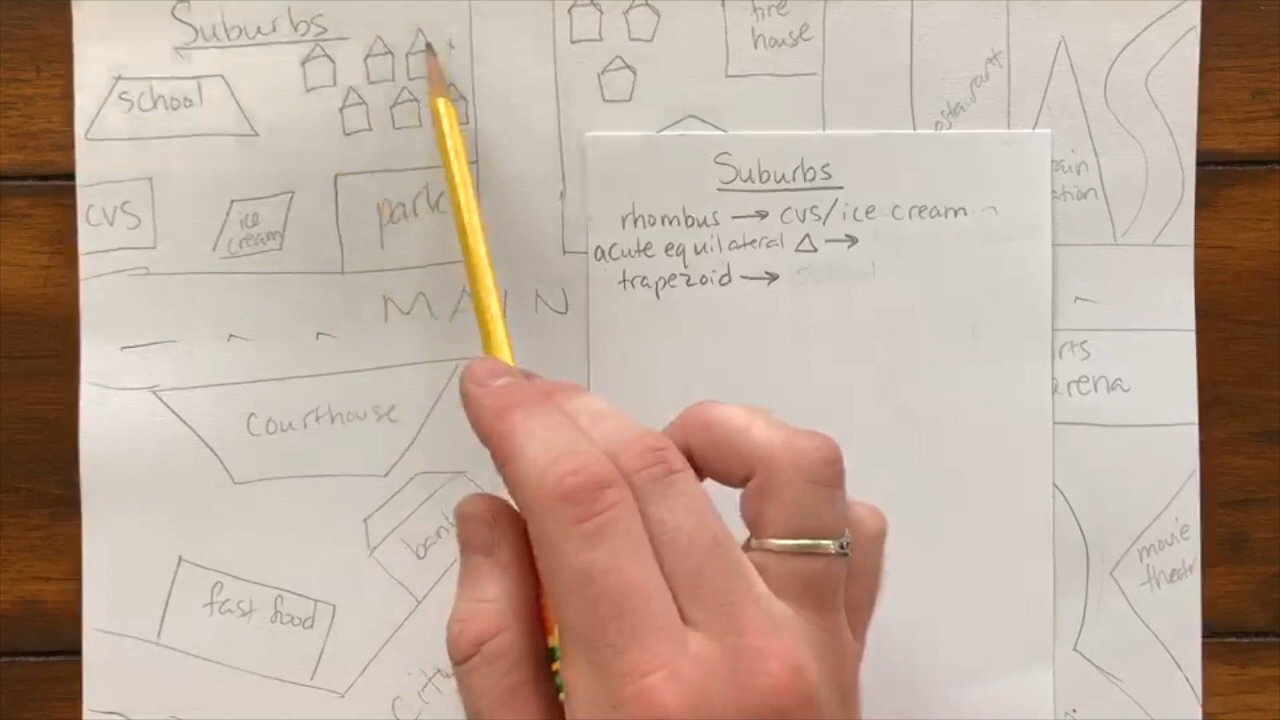 Suburbs
school
CVS
ice
cream
park
fire
house
MAIN
courthouse
bank
fast food
Suburbs
rhombus → CVS/ice cream
acute equilateral △ →
trapezoid →
arena
movie